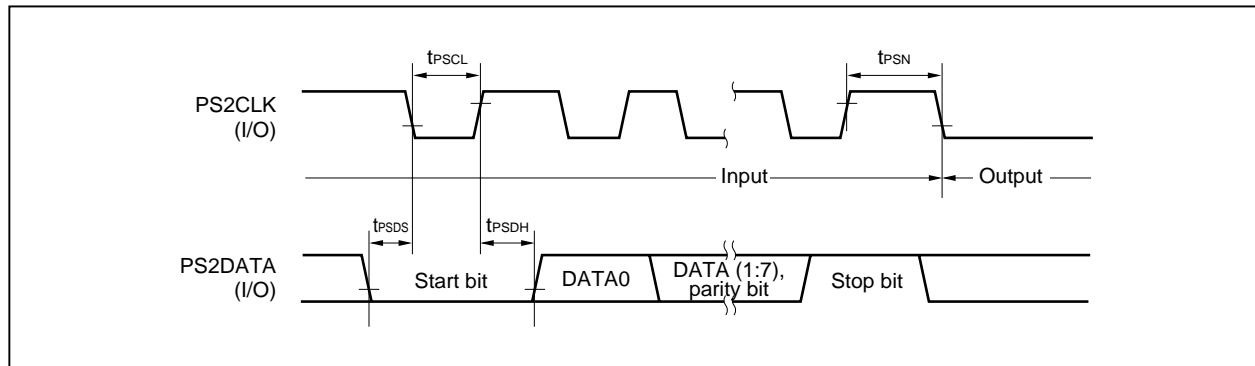 tPSCL
tPSN
PS2CLK
(I/O)
Input
Output
tPSDS
tPSDH
PS2DATA
(I/O)
Start bit
DATA0
DATA (1:7),
parity bit
Stop bit